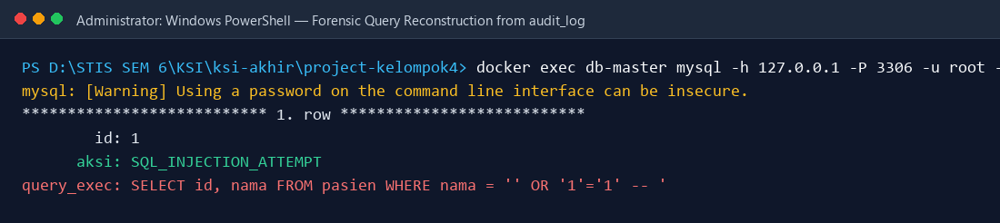 Administrator: Windows PowerShell — Forensic Query Reconstruction from audit_log
PS D:\STIS SEM 6\KSI\ksi-akhir\project-kelompok4> docker exec db-master mysql -h 127.0.0.1 -P 3306 -u root -
mysql: [Warning] Using a password on the command line interface can be insecure.
*************************** 1. row ***************************
id: 1
aksi: SQL_INJECTION_ATTEMPT
query_exec: SELECT id, nama FROM pasien WHERE nama = '' OR '1'='1' -- '